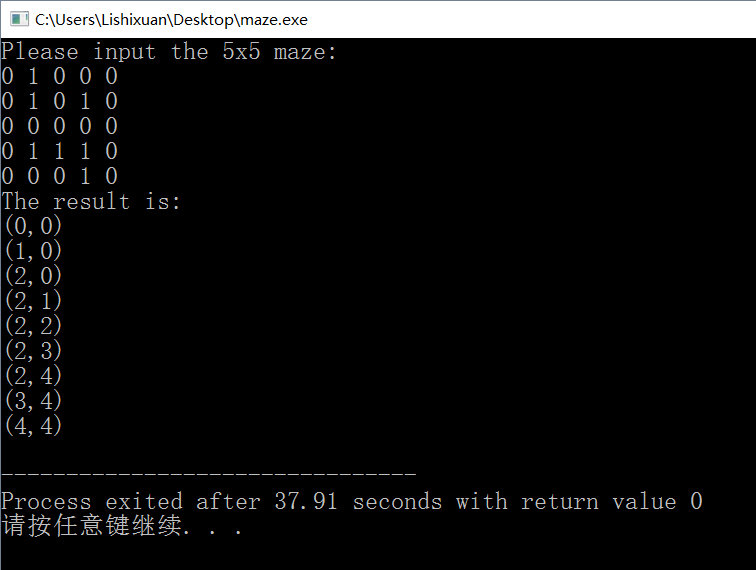 C:\Users\Lishixuan\Desktop\maze.exe
Please input the 5x5 maze:
0 1 0 0 0
0 1 0 1 0
0 0 0 0 0
0 1 1 1 0
0 0 0 1 0
The result is:
(0,0)
(1,0)
(2,0)
(2,1)
(2,2)
(2,3)
(2,4)
(3,4)
(4,4)
--------------------------------
Process exited after 37.91 seconds with return value 0
请按任意键继续. . .